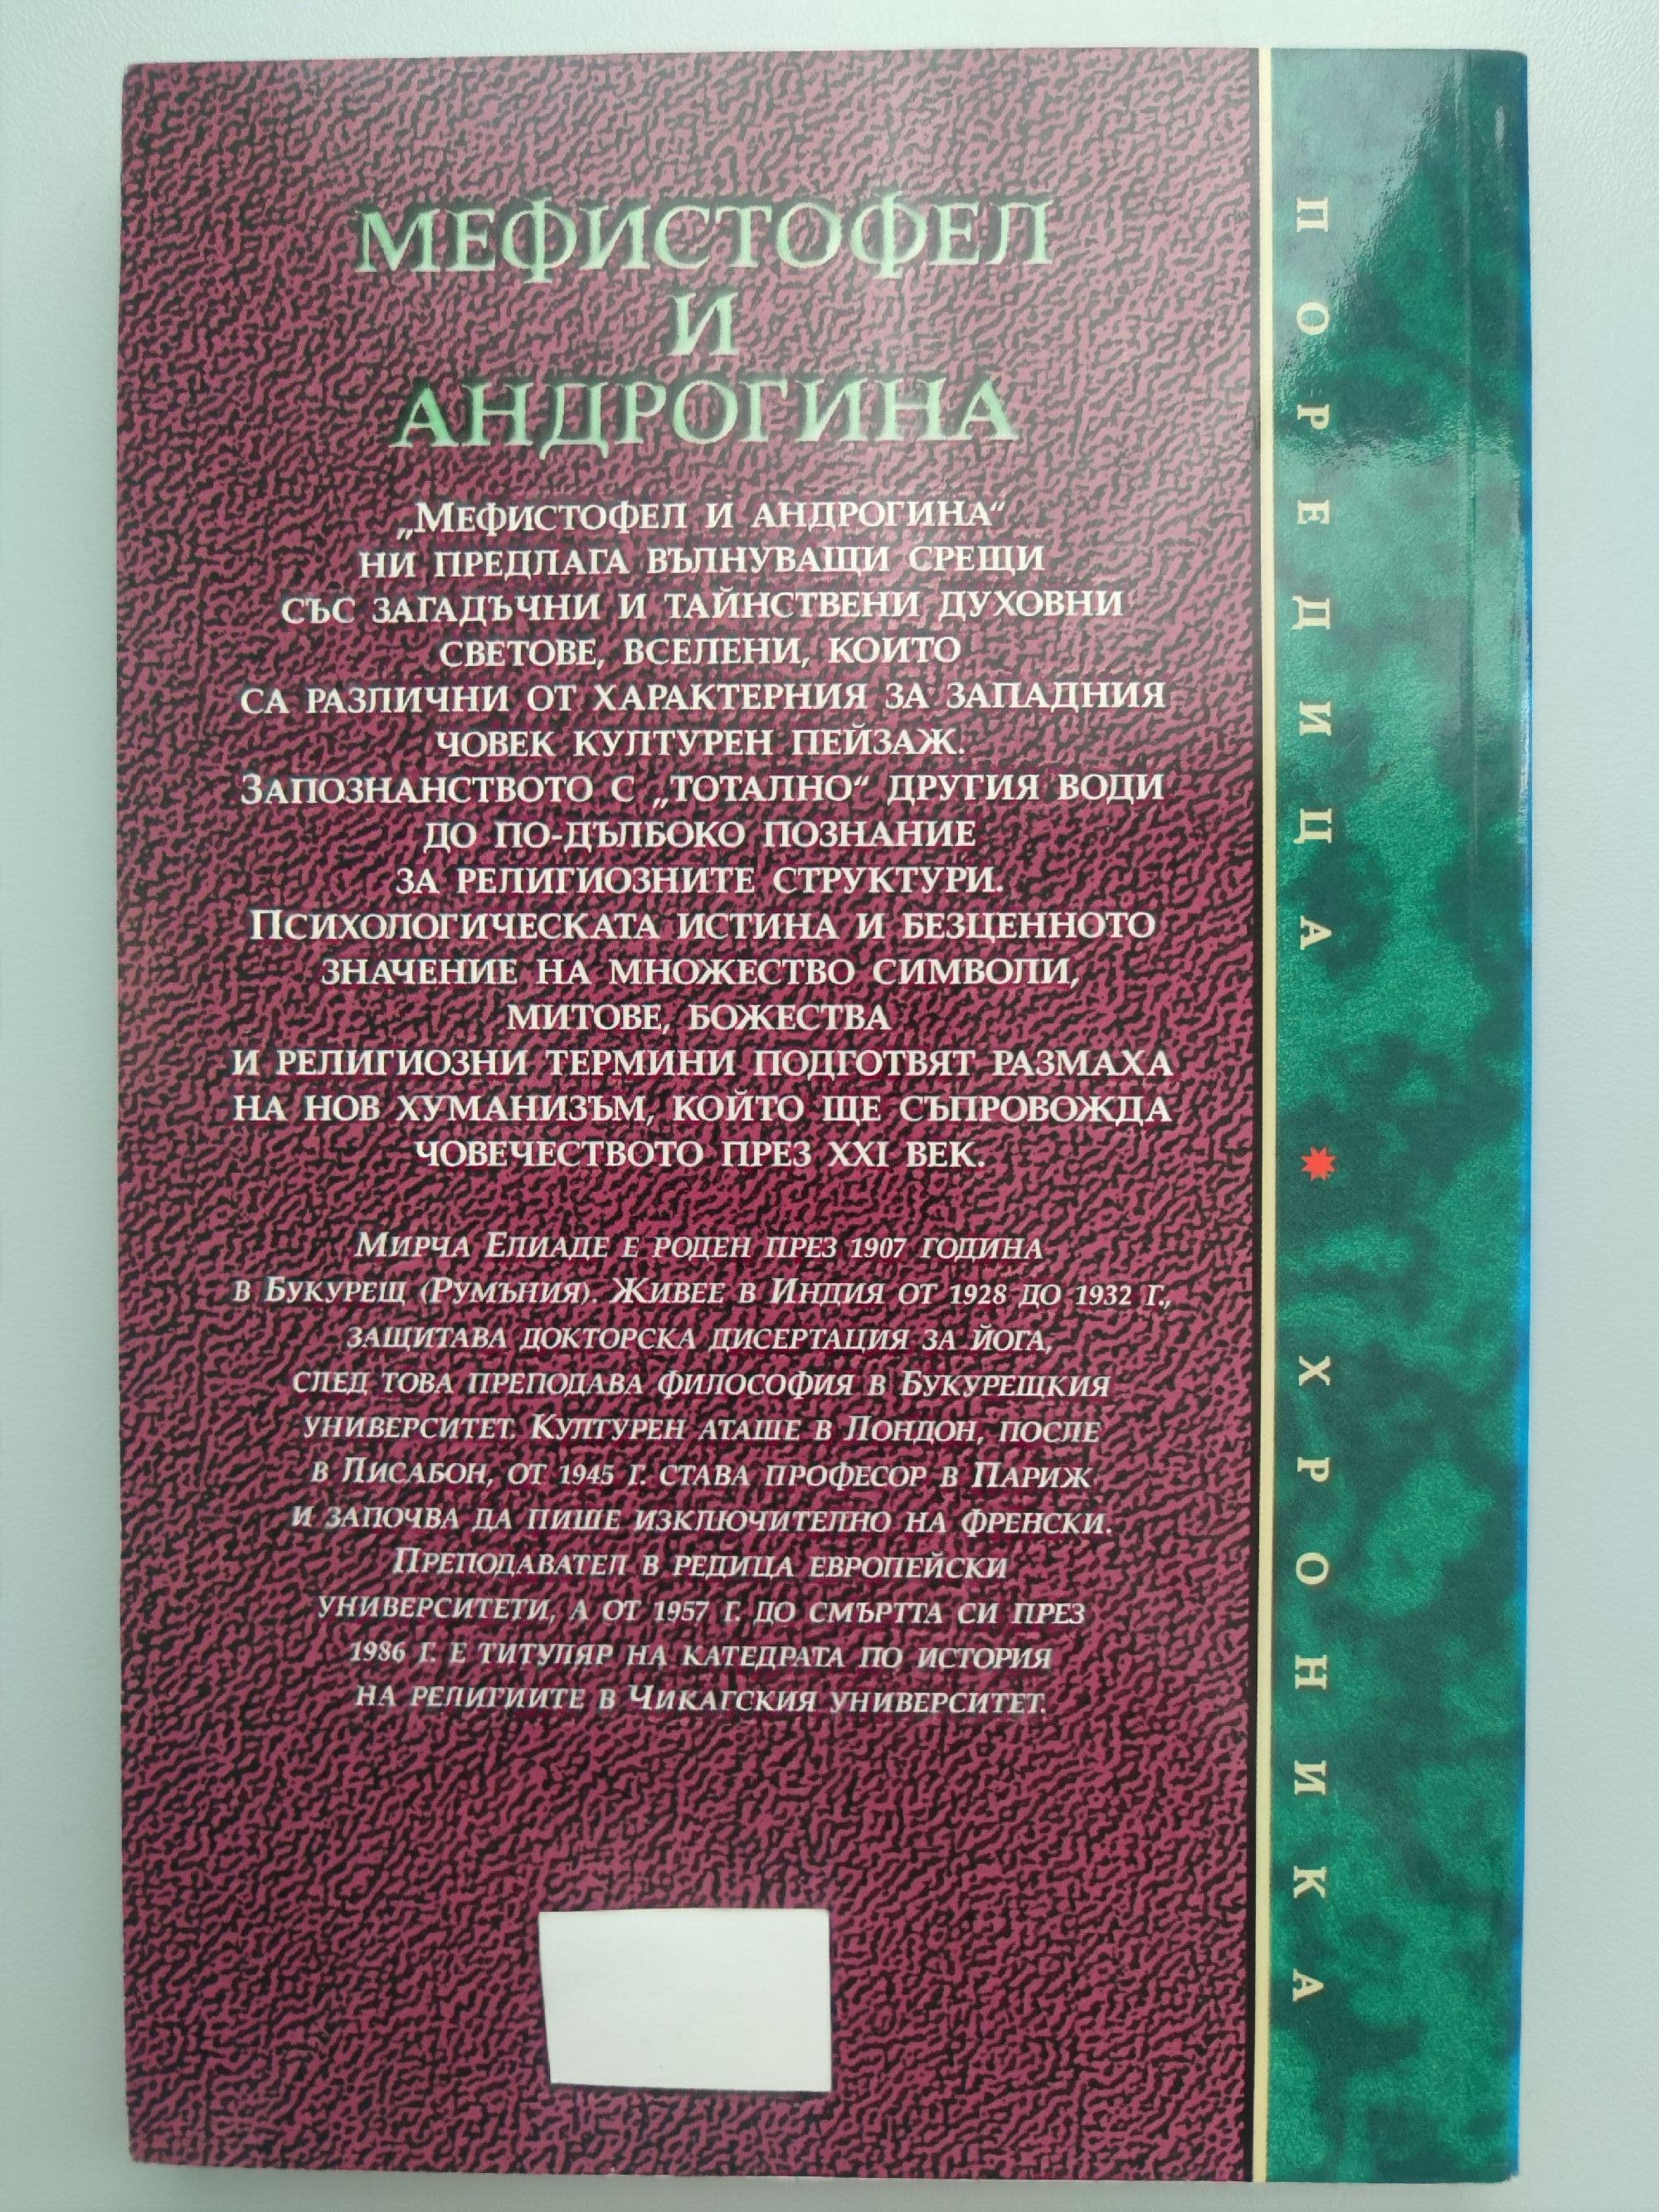 МЕФИСТОФЕЛ
И
АНДРОГИНА
„Мефистофел и андрогина“
ни предлага вълнуващи срещи
със загадъчни и тайнствени духовни
светове, вселени, които
са различни от характерния за западния
човек културен пейзаж.
Запознанството с „тотално“ другия води
до по-дълбоко познание
за религиозните структури.
Психологическата истина и безценното
значение на множество символи,
митове, божества
и религиозни термини подготвят размаха
на нов хуманизъм, който ще съпровожда
човечеството през XXI век.
Мирча Елиаде е роден през 1907 година
в Букурещ (Румъния). Живее в Индия от 1928 до 1932 г.,
защитава докторска дисертация за йога,
след това преподава философия в Букурещкия
университет. Културен аташе в Лондон, после
в Лисабон, от 1945 г. става професор в Париж
и започва да пише изключително на френски.
Преподавател в редица европейски
университети, а от 1957 г. до смъртта си през
1986 г. е титуляр на катедрата по история
на религиите в Чикагския университет.
ПОРЕДИЦА ХРОНИКА